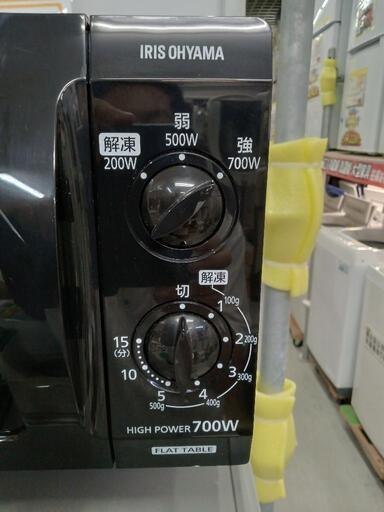 IRIS OHYAMA
弱
解凍 500W 強
200W 700W
解凍
切
100g
1
15 2 200g
(分)
10 3 300g
5 4
500g 400g
HIGH POWER 700W
FLAT TABLE